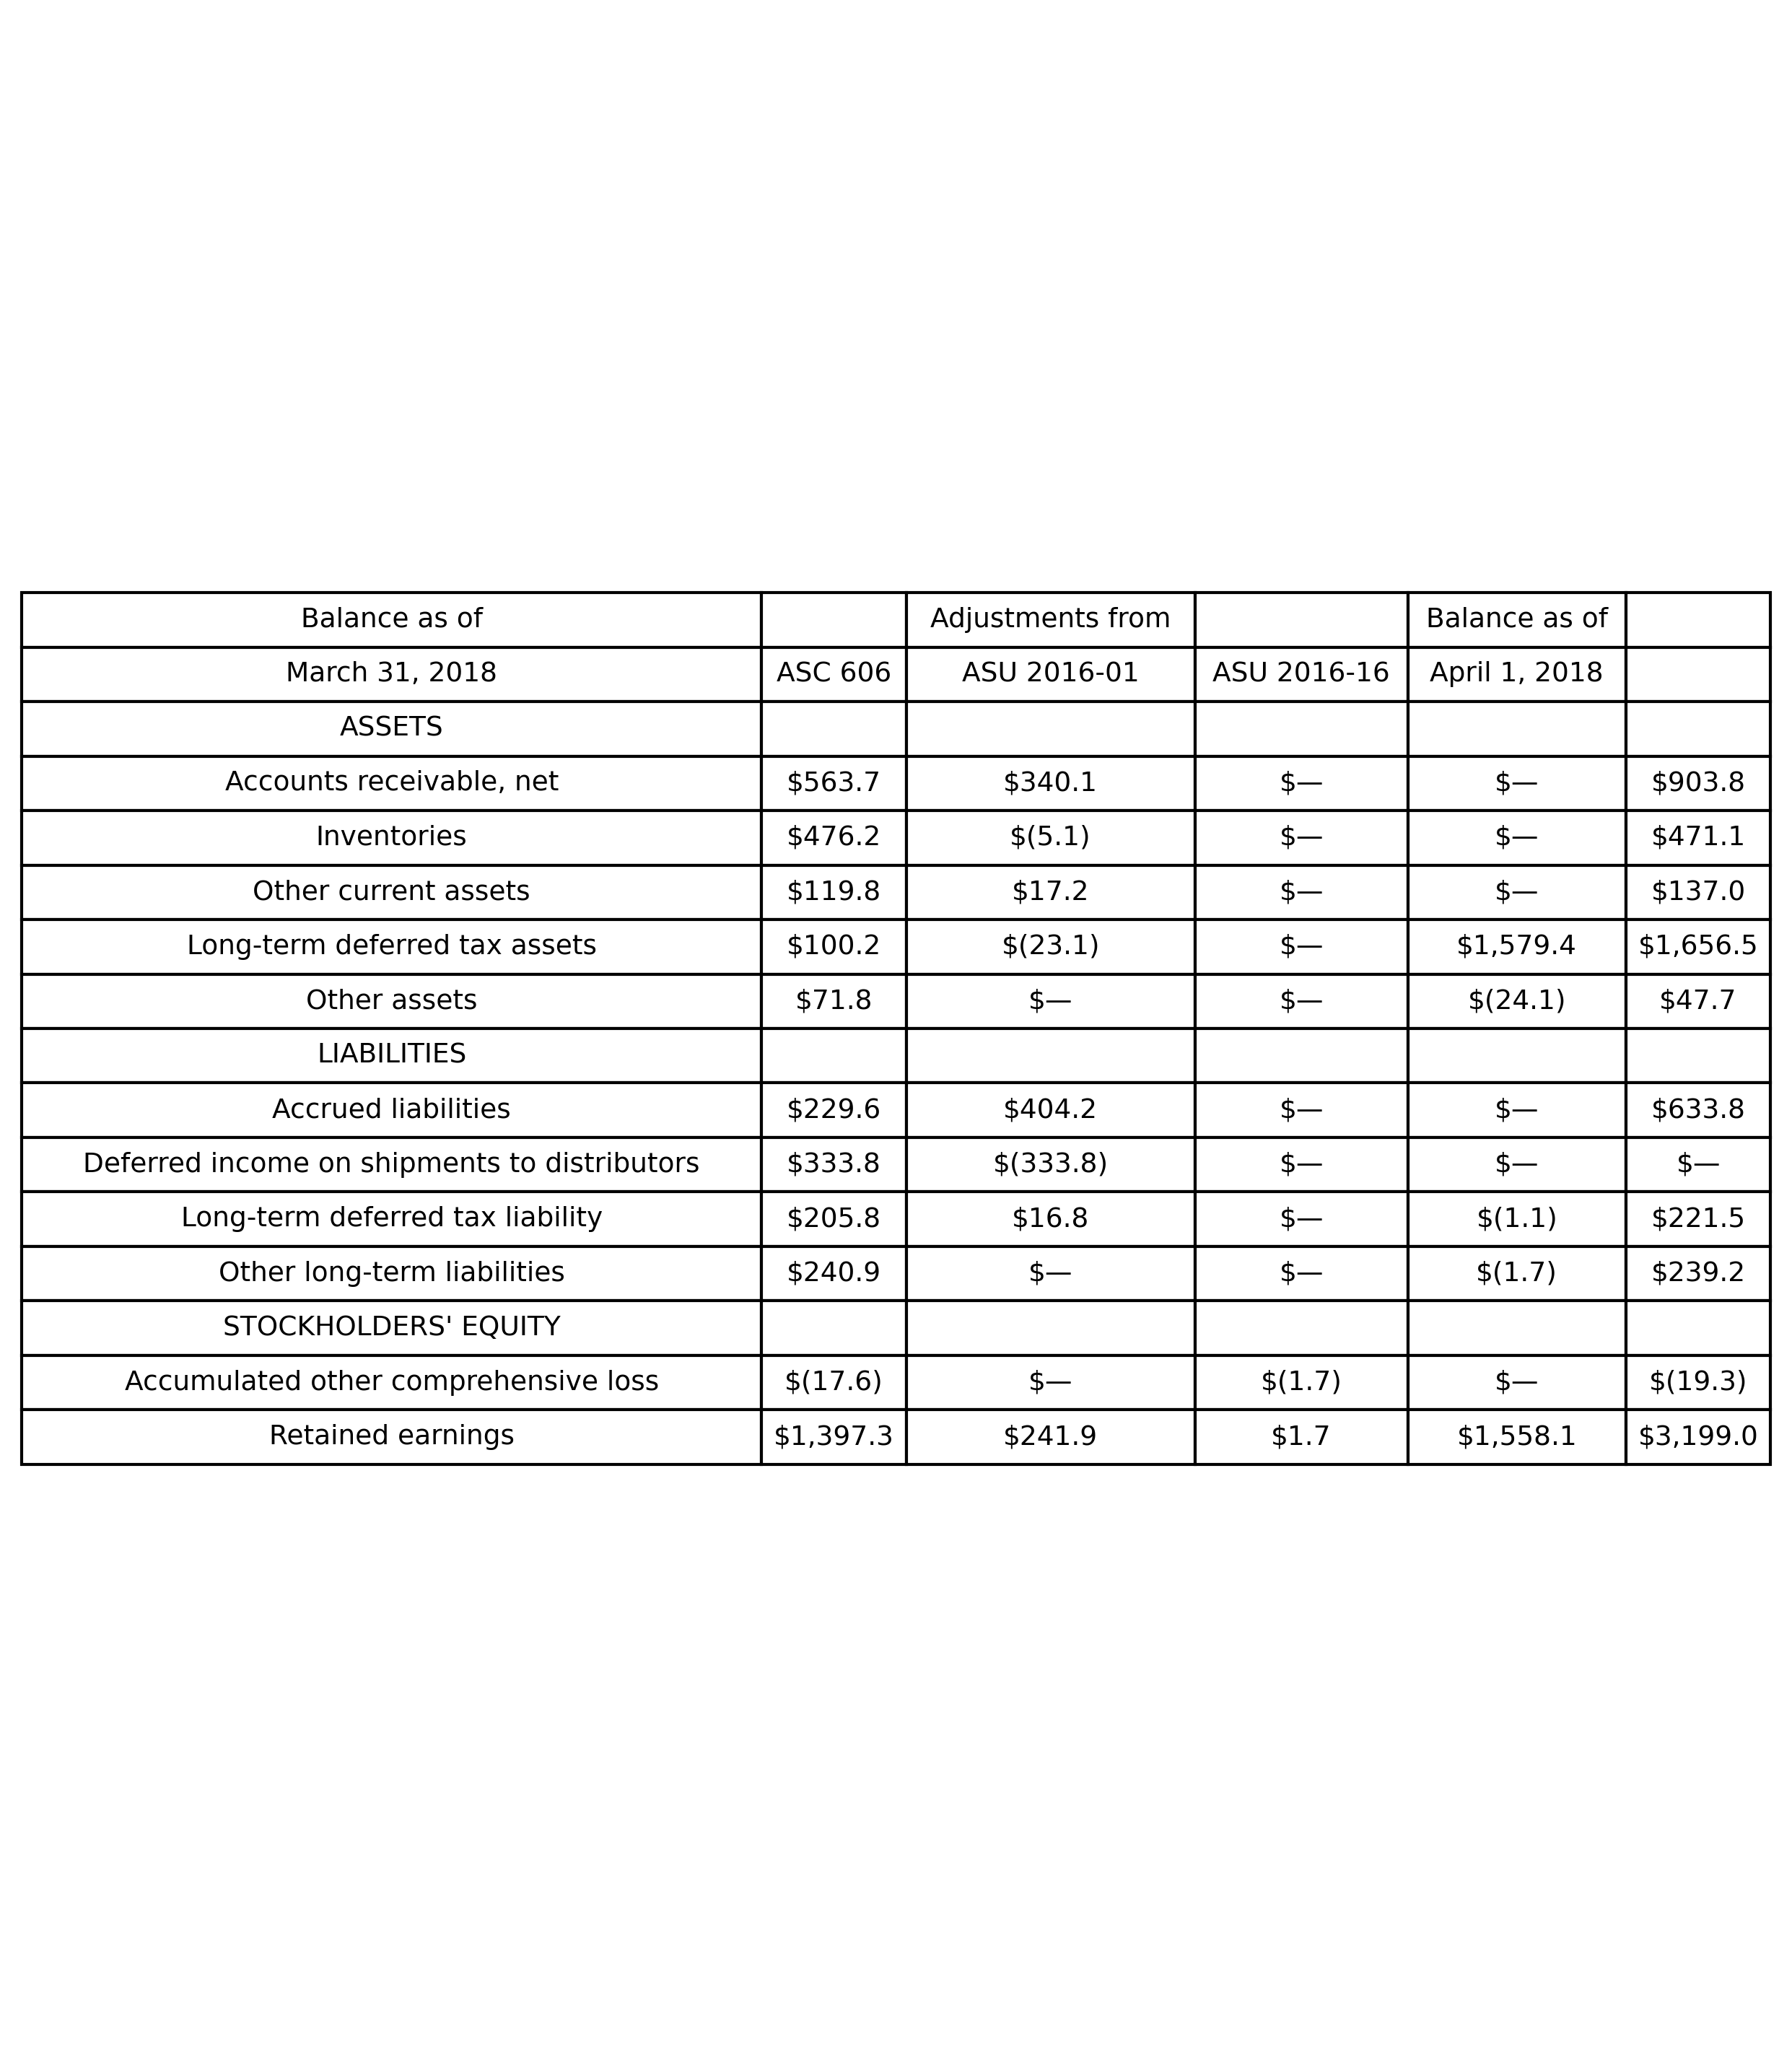 Balance as of Adjustments from Balance as of
March 31, 2018 ASC 606 ASU 2016-01 ASU 2016-16 April 1, 2018
ASSETS
Accounts receivable, net $563.7 $340.1 $— $— $903.8
Inventories $476.2 $(5.1) $— $— $471.1
Other current assets $119.8 $17.2 $— $— $137.0
Long-term deferred tax assets $100.2 $(23.1) $— $1,579.4 $1,656.5
Other assets $71.8 $— $— $(24.1) $47.7
LIABILITIES
Accrued liabilities $229.6 $404.2 $— $— $633.8
Deferred income on shipments to distributors $333.8 $(333.8) $— $— $—
Long-term deferred tax liability $205.8 $16.8 $— $(1.1) $221.5
Other long-term liabilities $240.9 $— $— $(1.7) $239.2
STOCKHOLDERS' EQUITY
Accumulated other comprehensive loss $(17.6) $— $(1.7) $— $(19.3)
Retained earnings $1,397.3 $241.9 $1.7 $1,558.1 $3,199.0